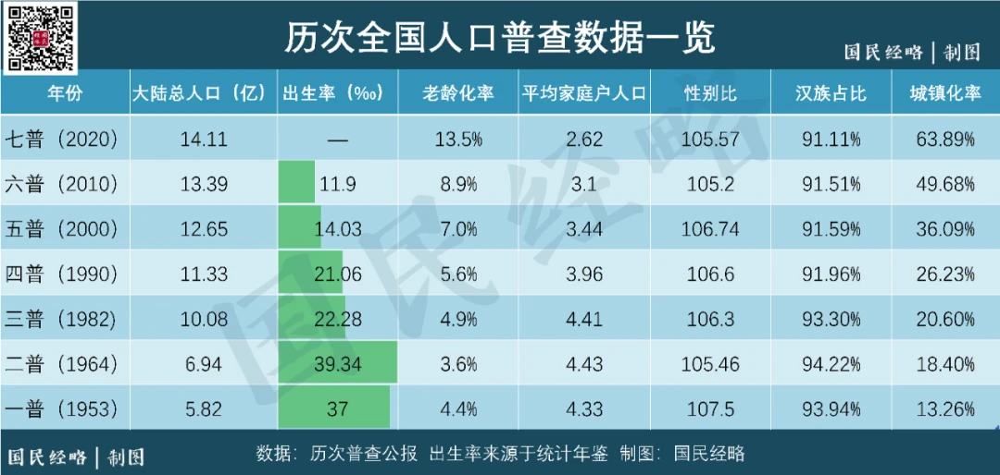 历次全国人口普查数据一览
国民经略 | 制图
年份 大陆总人口（亿） 出生率（‰） 老龄化率 平均家庭户人口 性别比 汉族占比 城镇化率
七普（2020） 14.11 — 13.5% 2.62 105.57 91.11% 63.89%
六普（2010） 13.39 11.9 8.9% 3.1 105.2 91.51% 49.68%
五普（2000） 12.65 14.03 7.0% 3.44 106.74 91.59% 36.09%
四普（1990） 11.33 21.06 5.6% 3.96 106.6 91.96% 26.23%
三普（1982) 10.08 22.28 4.9% 4.41 106.3 93.30% 20.60%
二普（1964） 6.94 39.34 3.6% 4.43 105.46 94.22% 18.40%
一普（1953） 5.82 37 4.4% 4.33 107.5 93.94% 13.26%
国民经略
国民经略 | 制图
数据：历次普查公报 出生率来源于统计年鉴 制图：国民经略